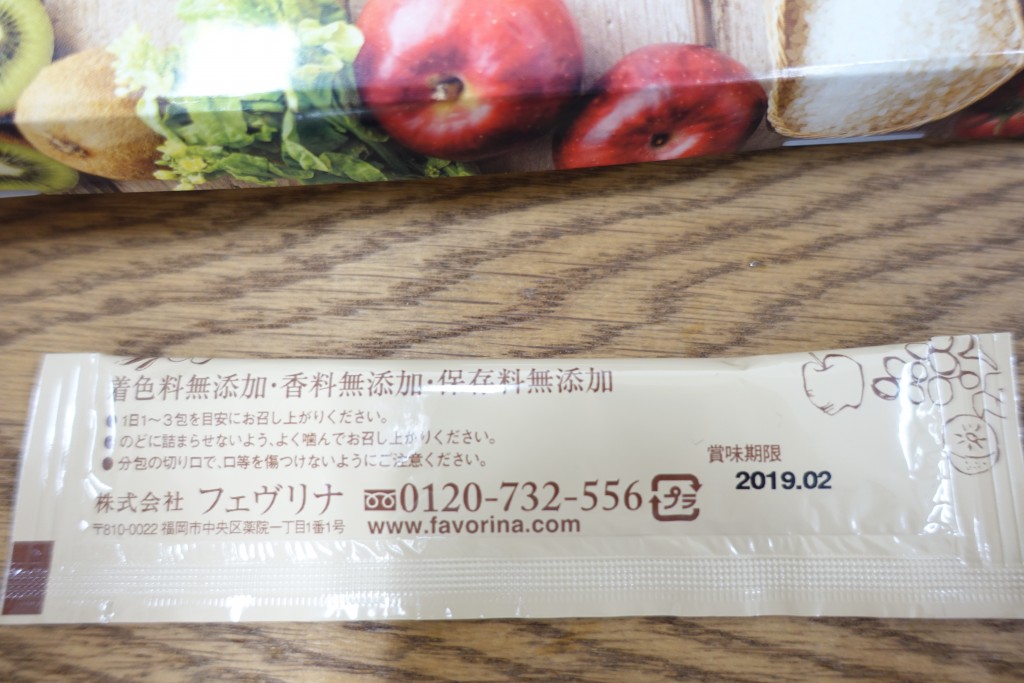 着色料無添加・香料無添加・保存料無添加
●1日1～3包を目安にお召し上がりください。
●のどに詰まらせないよう、よく噛んでお召し上がりください。
●分包の切り口で、口等を傷つけないようにご注意ください。
賞味期限
2019.02
株式会社 フェヴリナ 0120-732-556 プラ
〒810-0022 福岡市中央区薬院一丁目1番1号 www.favorina.com